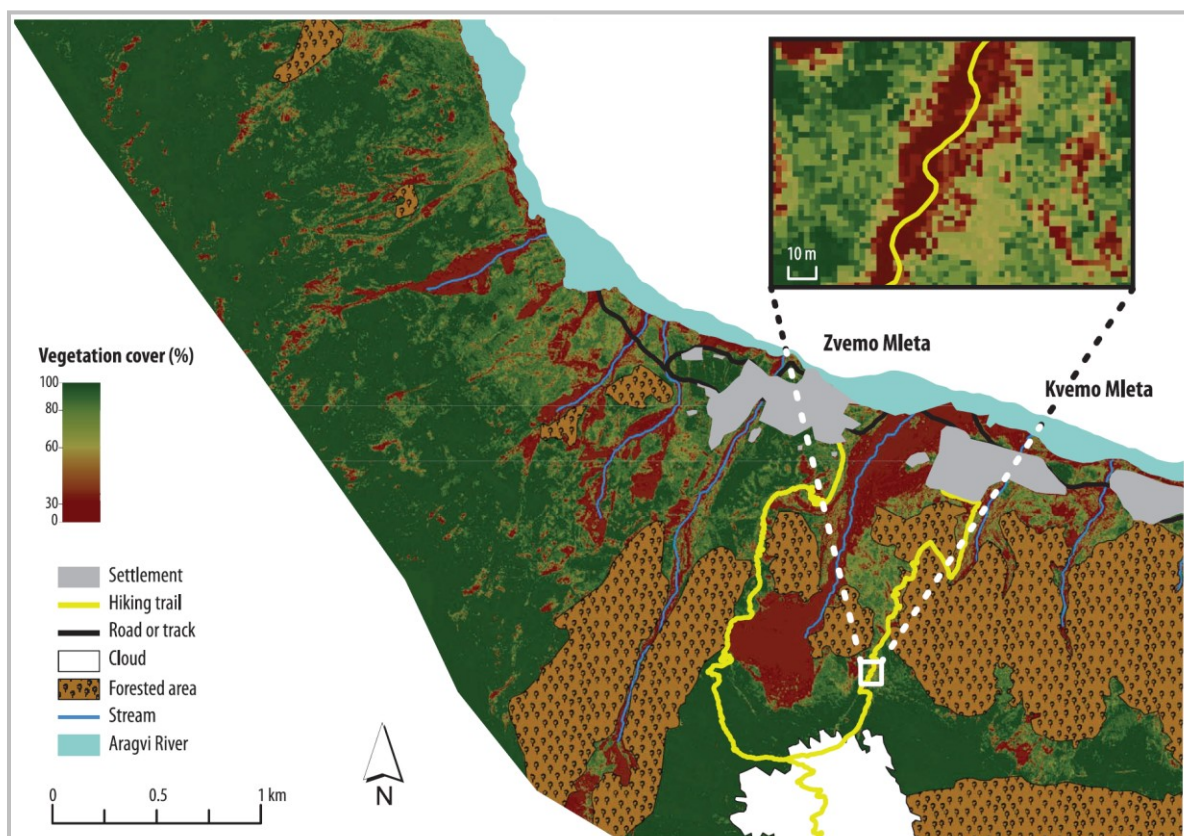 10 m
Zvemo Mleta
Kvemo Mleta
Vegetation cover (%)
100
80
60
30
0
Settlement
Hiking trail
Road or track
Cloud
Forested area
Stream
Aragvi River
0 0.5 1 km
N